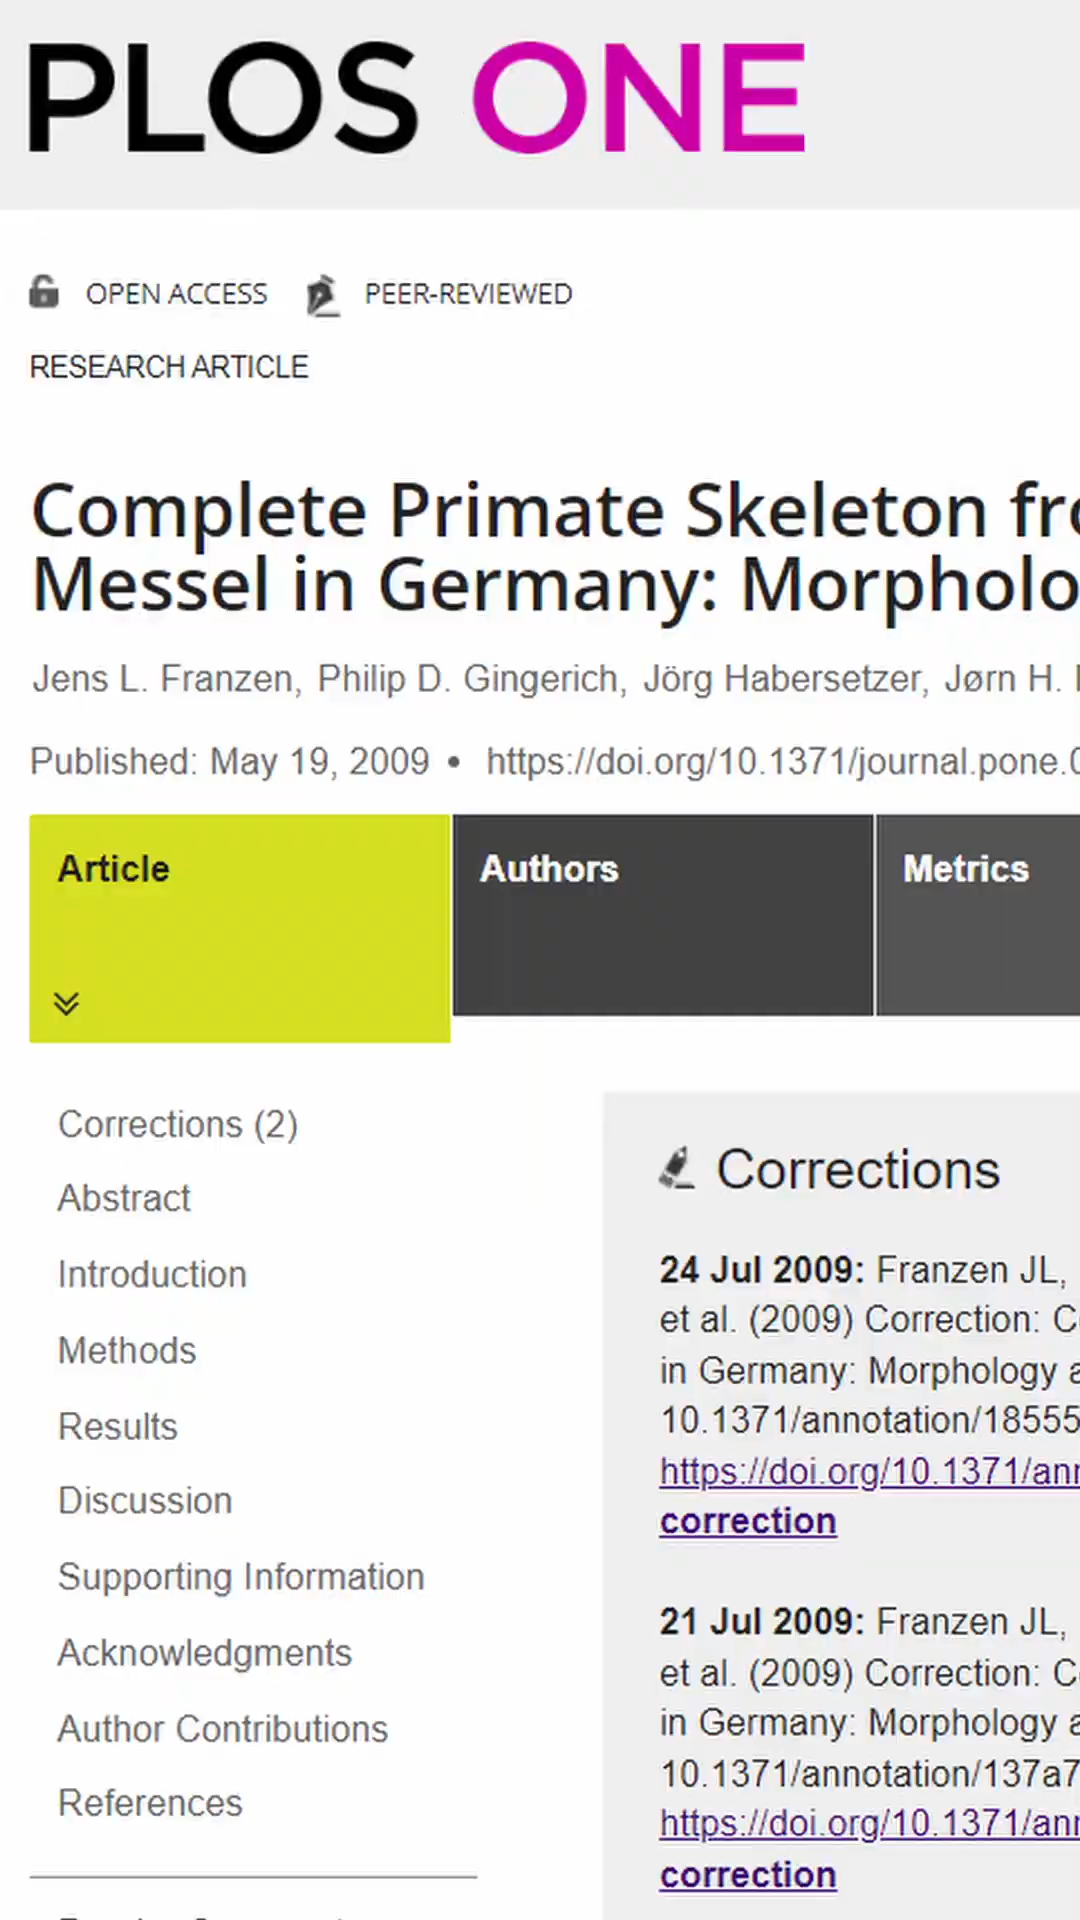 PLOS ONE
OPEN ACCESS PEER-REVIEWED
RESEARCH ARTICLE
Complete Primate Skeleton fro
Messel in Germany: Morpholo
Jens L. Franzen, Philip D. Gingerich, Jörg Habersetzer, Jørn H.
Published: May 19, 2009 • https://doi.org/10.1371/journal.pone.0
Article
Authors
Metrics
Corrections (2)
Abstract
Introduction
Methods
Results
Discussion
Supporting Information
Acknowledgments
Author Contributions
References
Corrections
24 Jul 2009: Franzen JL,
et al. (2009) Correction: C
in Germany: Morphology a
10.1371/annotation/18555
https://doi.org/10.1371/ann
correction
21 Jul 2009: Franzen JL,
et al. (2009) Correction: C
in Germany: Morphology a
10.1371/annotation/137a7
https://doi.org/10.1371/ann
correction